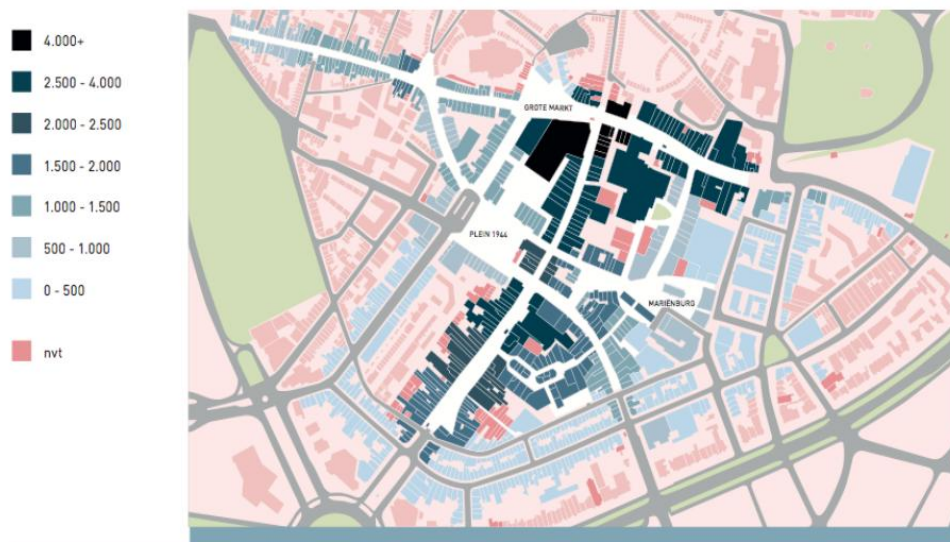 4.000+
2.500 - 4.000
2.000 - 2.500
1.500 - 2.000
1.000 - 1.500
500 - 1.000
0 - 500
nvt
GROTE MARKT
PLEIN 1944
MARIËNBURG